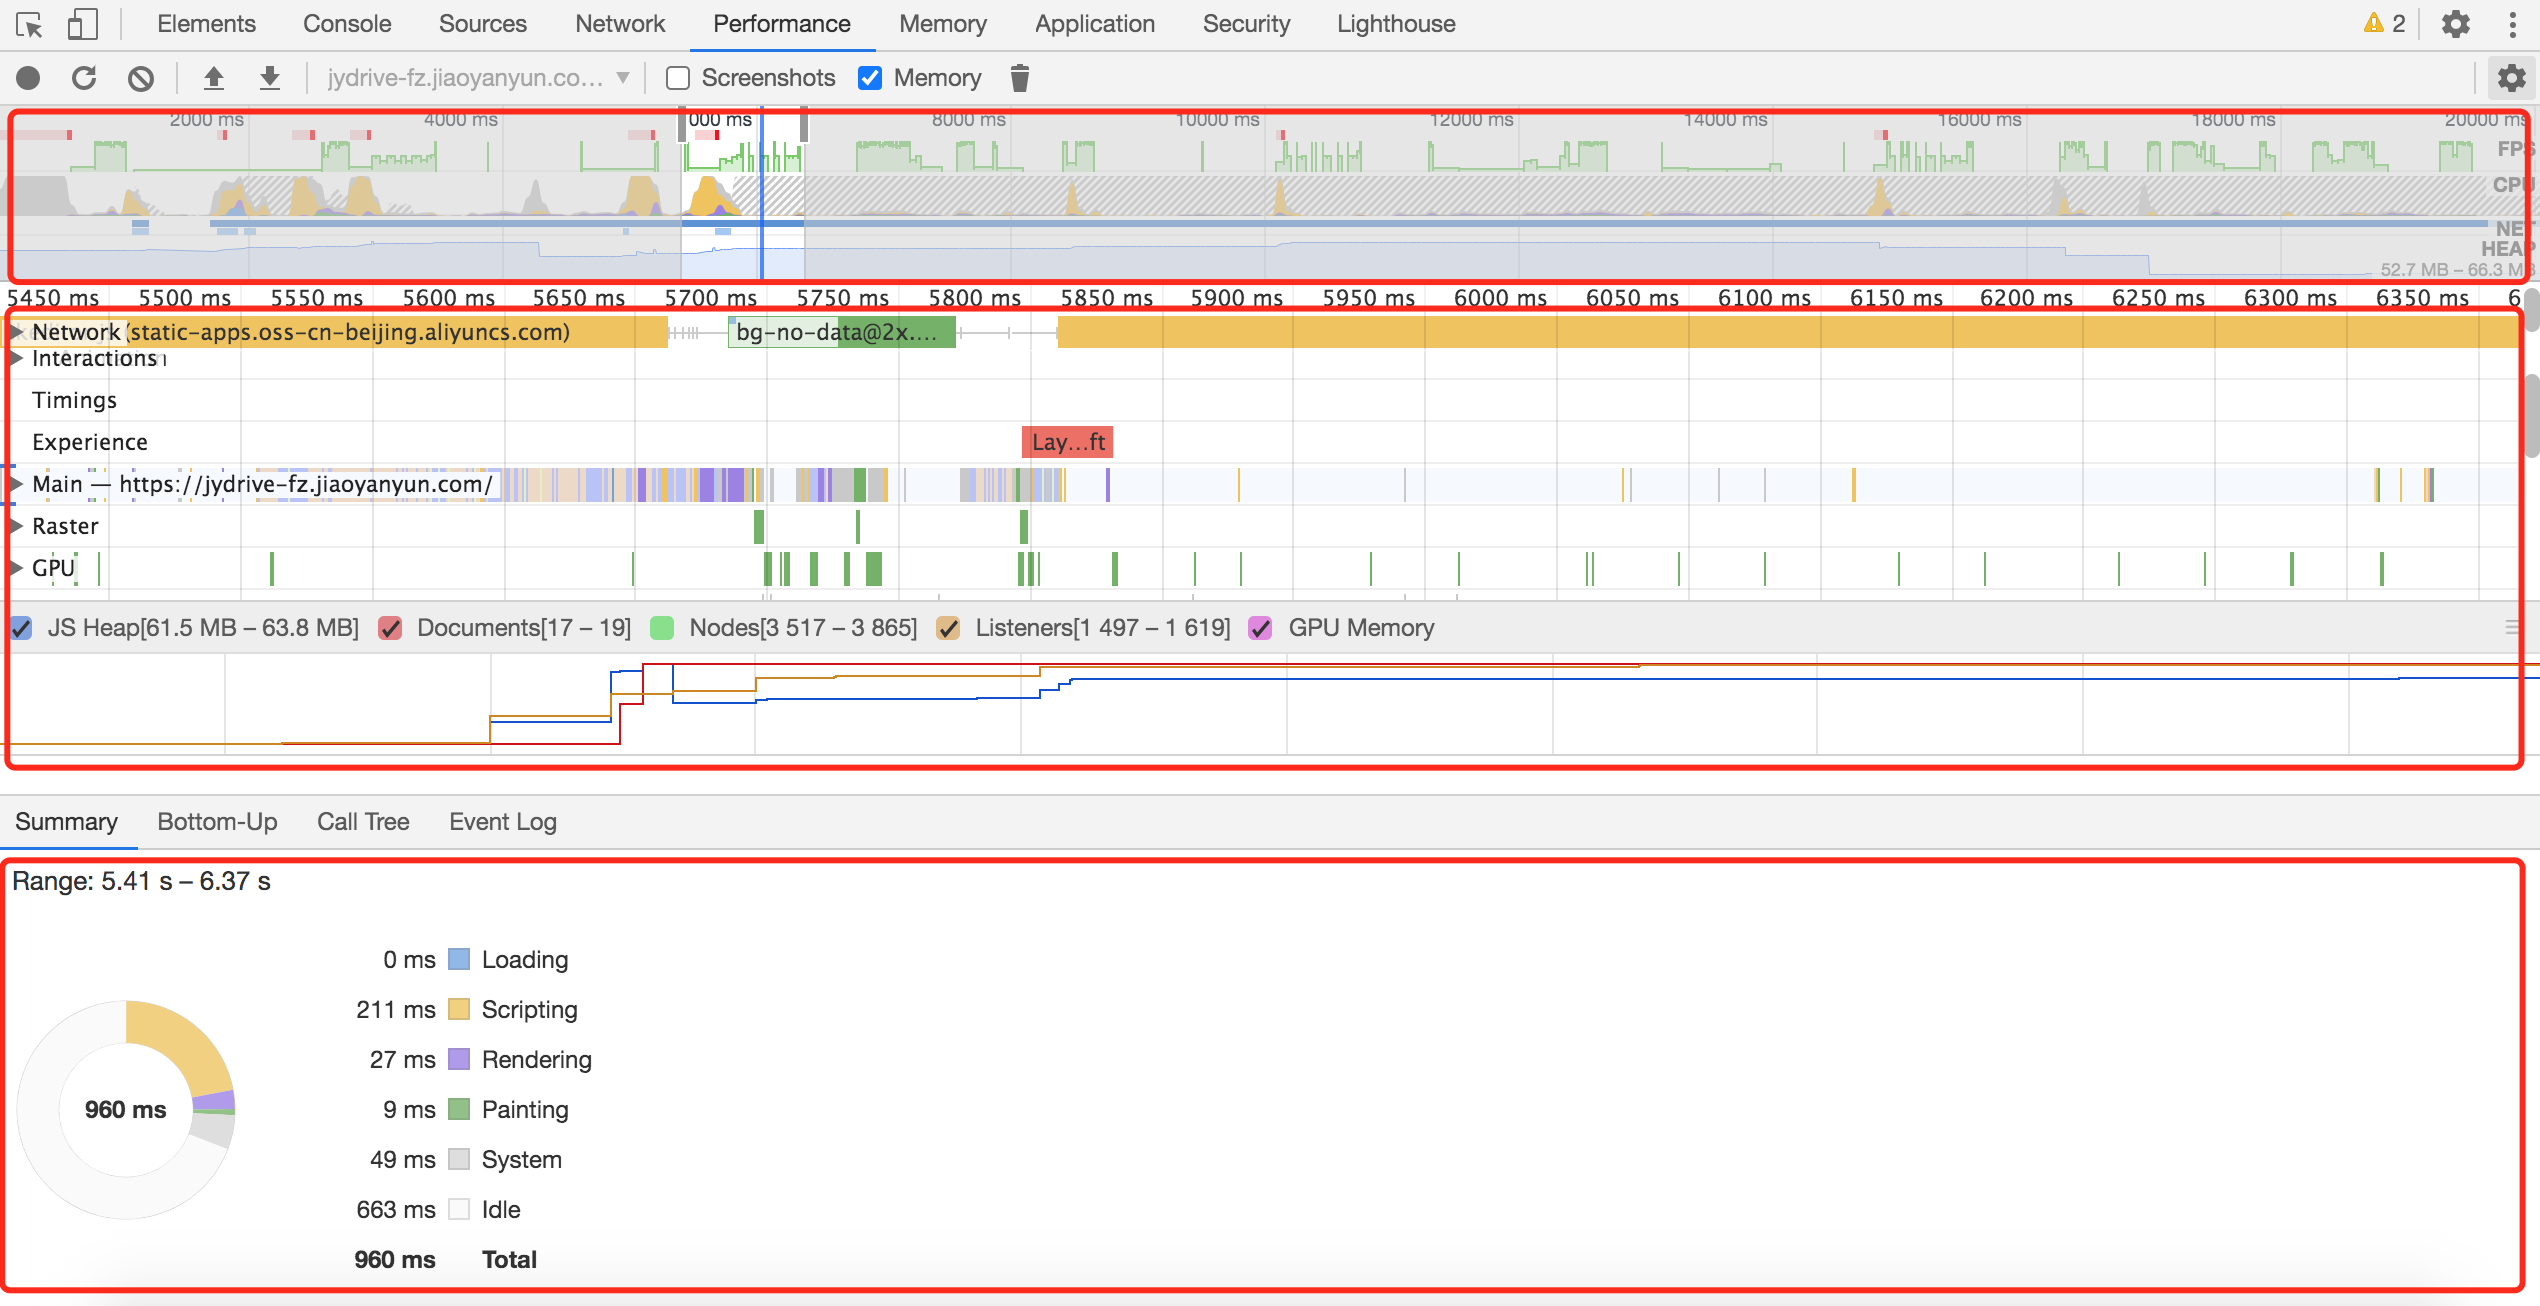 Elements Console Sources Network Performance Memory Application Security Lighthouse 2
jydrive-fz.jiaoyanyun.co... Screenshots Memory
2000 ms 4000 ms 000 ms 8000 ms 10000 ms 12000 ms 14000 ms 16000 ms 18000 ms 20000 ms
FPS
CPU
NET
HEAP
52.7 MB – 66.3 MB
5450 ms 5500 ms 5550 ms 5600 ms 5650 ms 5700 ms 5750 ms 5800 ms 5850 ms 5900 ms 5950 ms 6000 ms 6050 ms 6100 ms 6150 ms 6200 ms 6250 ms 6300 ms 6350 ms 6
Network (static-apps.oss-cn-beijing.aliyuncs.com) bg-no-data@2x....
Interactions
Timings
Experience Lay...ft
Main — https://jydrive-fz.jiaoyanyun.com/
Raster
GPU
JS Heap[61.5 MB – 63.8 MB] Documents[17 – 19] Nodes[3 517 – 3 865] Listeners[1 497 – 1 619] GPU Memory
Summary Bottom-Up Call Tree Event Log
Range: 5.41 s – 6.37 s
0 ms Loading
211 ms Scripting
27 ms Rendering
960 ms
9 ms Painting
49 ms System
663 ms Idle
960 ms Total